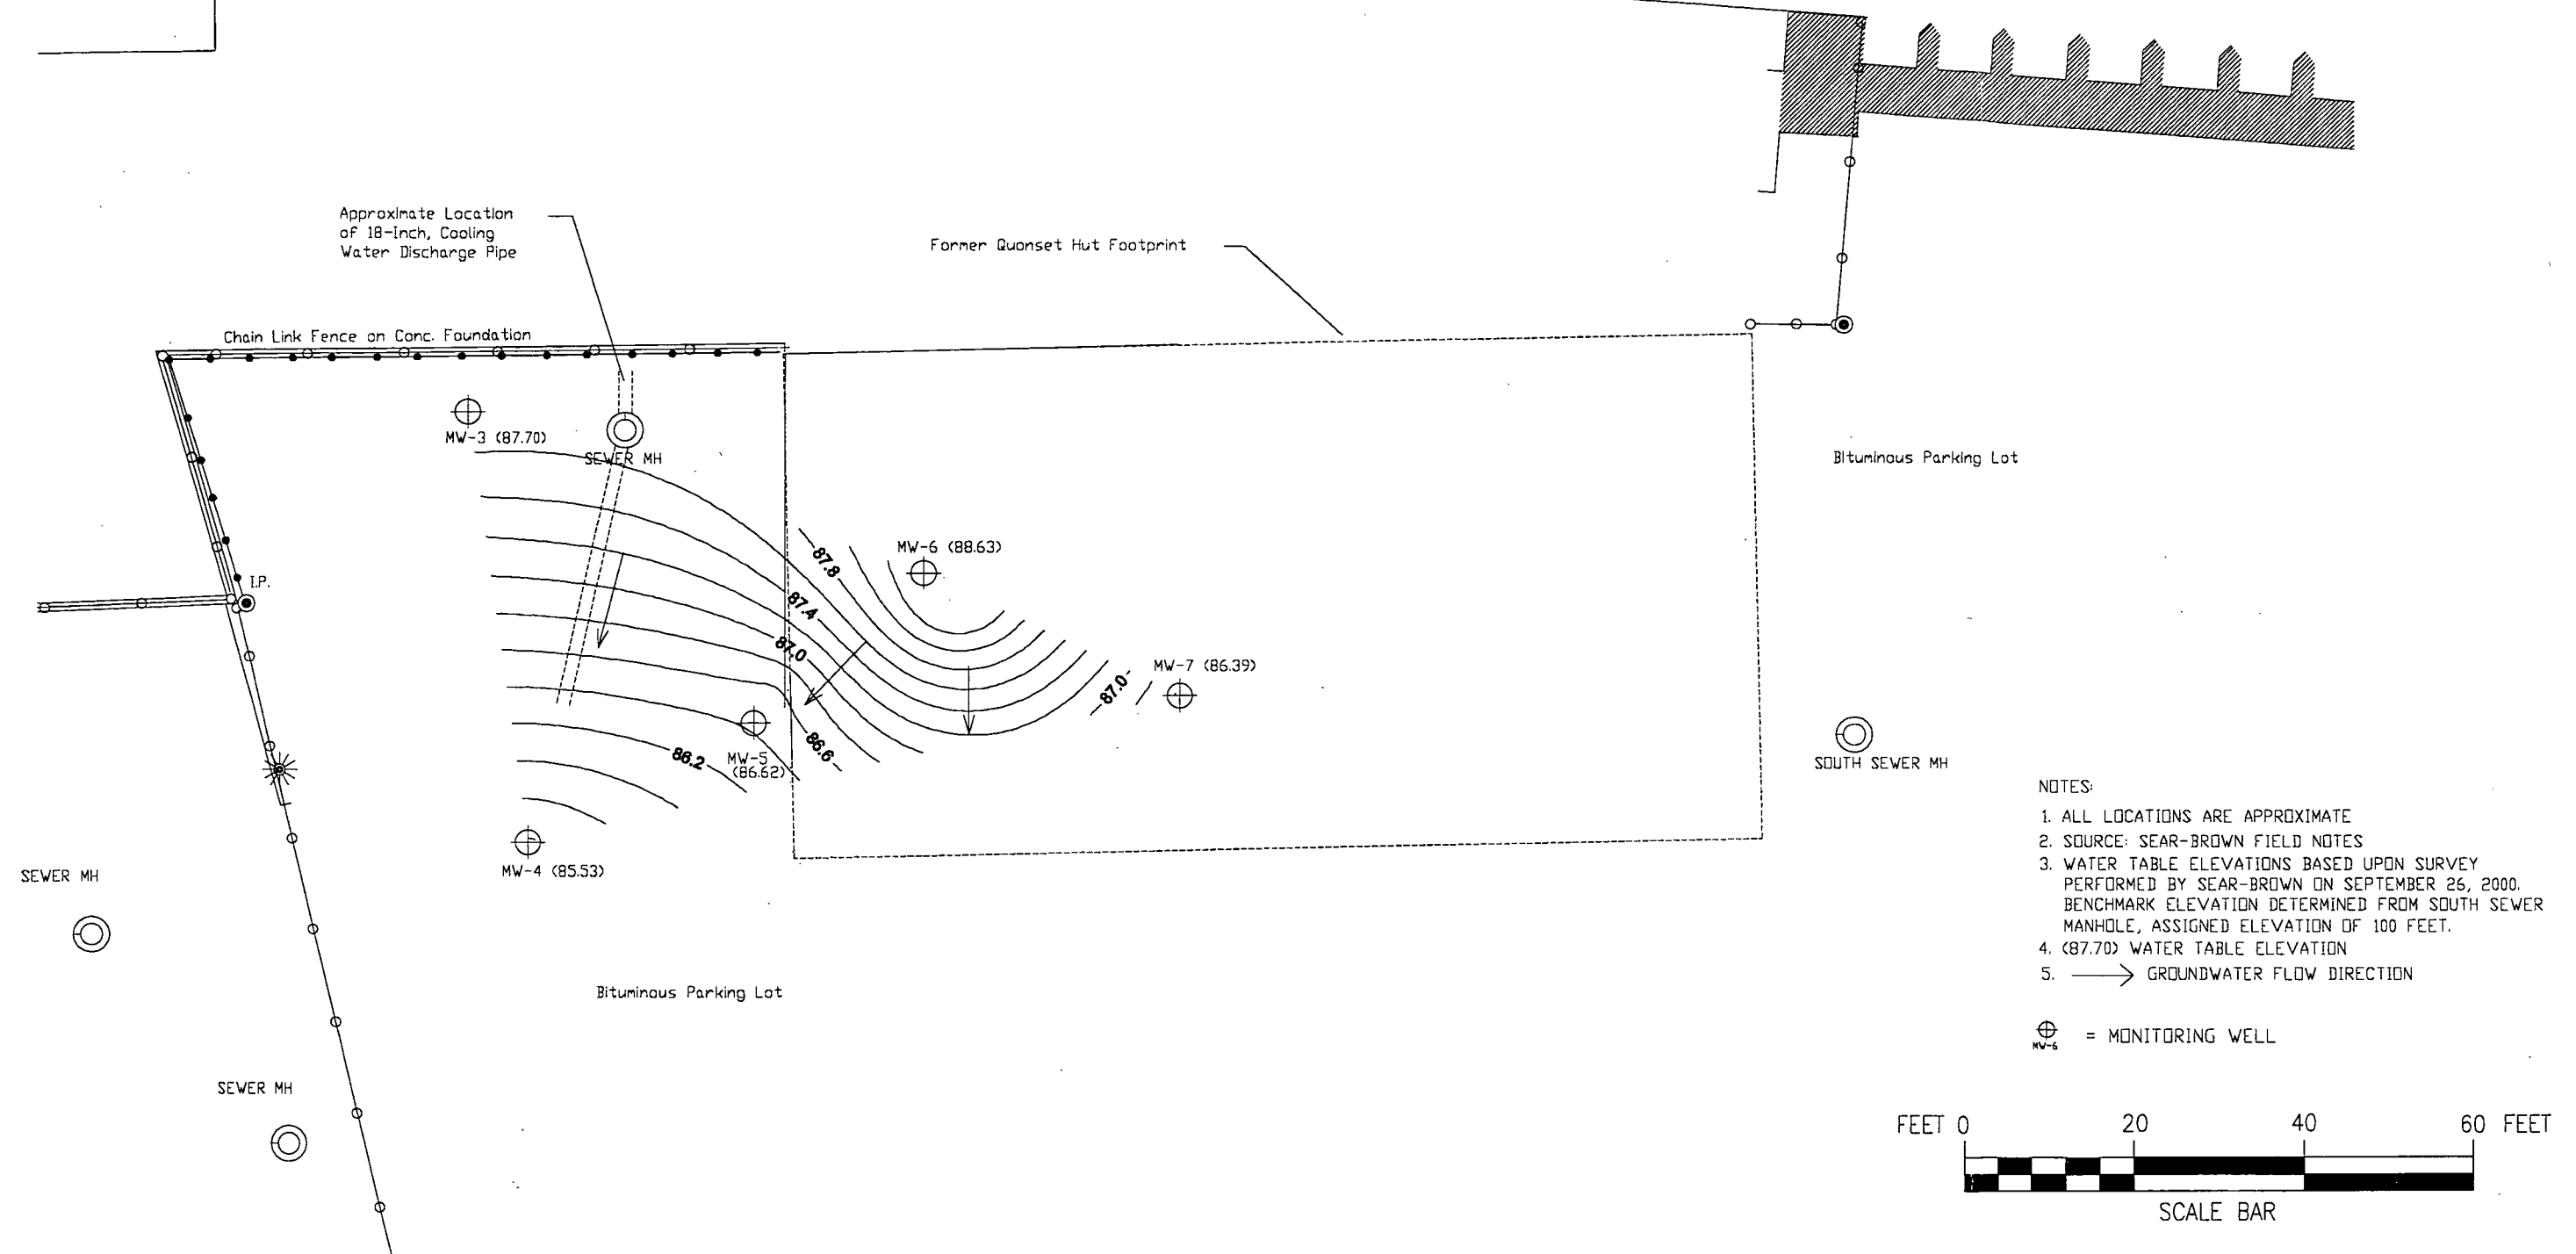 Approximate Location
of 18-Inch, Cooling
Water Discharge Pipe
Former Quonset Hut Footprint
Chain Link Fence on Conc. Foundation
MW-3 (87.70)
SEWER MH
Bituminous Parking Lot
87.8
MW-6 (88.63)
I.P.
87.4
87.0
MW-7 (86.39)
87.0
86.6
86.2
MW-5
(86.62)
SOUTH SEWER MH
MW-4 (85.53)
SEWER MH
Bituminous Parking Lot
SEWER MH
NOTES:
1. ALL LOCATIONS ARE APPROXIMATE
2. SOURCE: SEAR-BROWN FIELD NOTES
3. WATER TABLE ELEVATIONS BASED UPON SURVEY
PERFORMED BY SEAR-BROWN ON SEPTEMBER 26, 2000.
BENCHMARK ELEVATION DETERMINED FROM SOUTH SEWER
MANHOLE, ASSIGNED ELEVATION OF 100 FEET.
4. (87.70) WATER TABLE ELEVATION
5. GROUNDWATER FLOW DIRECTION
MW-6 = MONITORING WELL
FEET 0 20 40 60 FEET
SCALE BAR